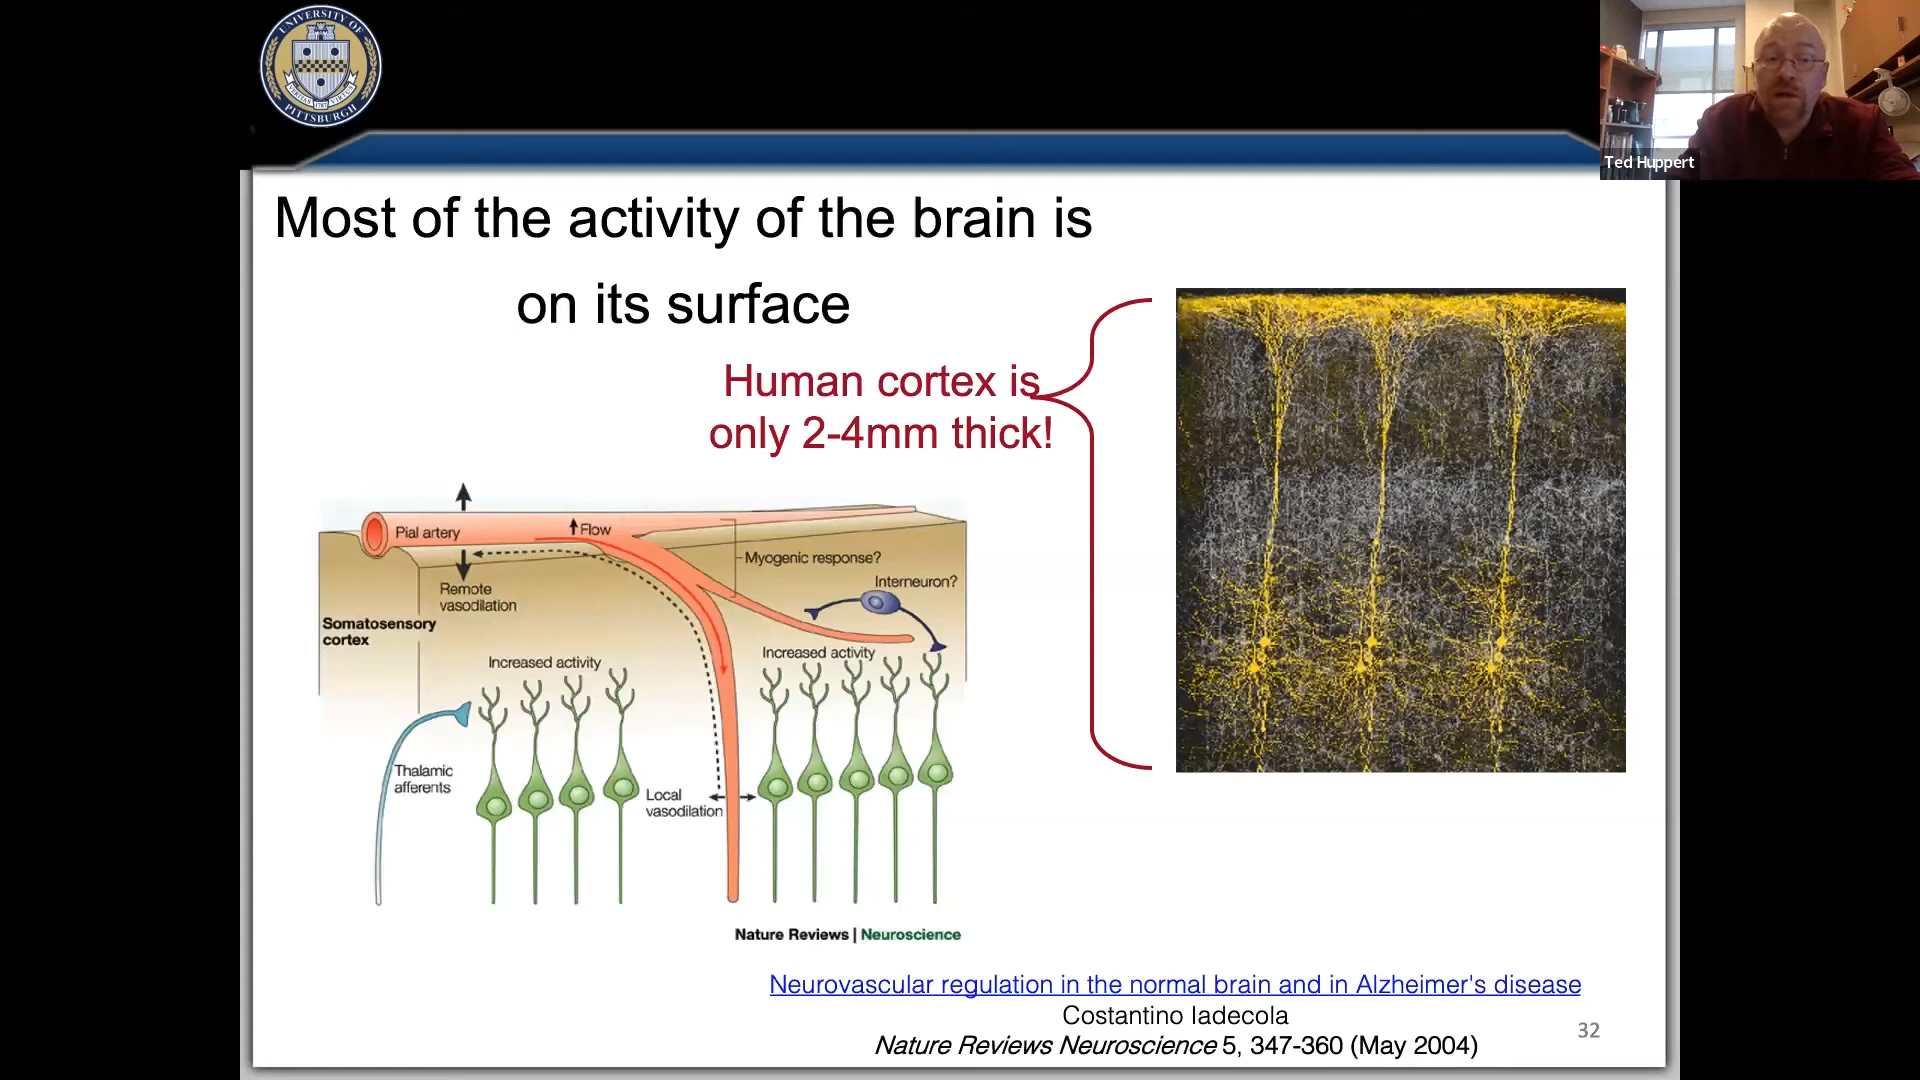 UNIVERSITY OF
PITTSBURGH
VERITAS VIRTUS
Ted Huppert
Most of the activity of the brain is
on its surface
Human cortex is
only 2-4mm thick!
Pial artery
Flow
Myogenic response?
Interneuron?
Remote
vasodilation
Somatosensory
cortex
Increased activity
Increased activity
Thalamic
afferents
Local
vasodilation
Nature Reviews | Neuroscience
Neurovascular regulation in the normal brain and in Alzheimer's disease
Costantino Iadecola
Nature Reviews Neuroscience 5, 347-360 (May 2004)
32